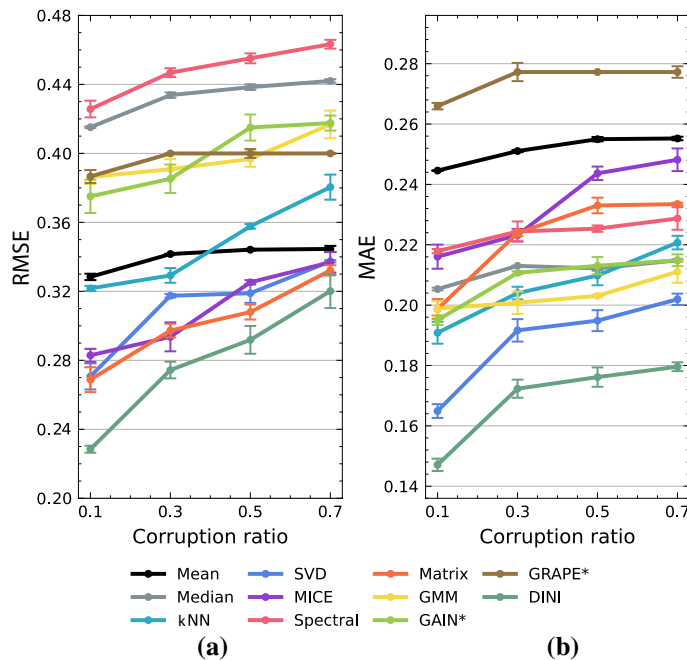 0.48
0.44
0.40
0.36
0.32
0.28
0.24
0.20
RMSE
0.1 0.3 0.5 0.7
Corruption ratio
0.28
0.26
0.24
0.22
0.20
0.18
0.16
0.14
MAE
0.1 0.3 0.5 0.7
Corruption ratio
Mean SVD Matrix GRAPE*
Median MICE GMM DINI
kNN Spectral GAIN*
(a) (b)